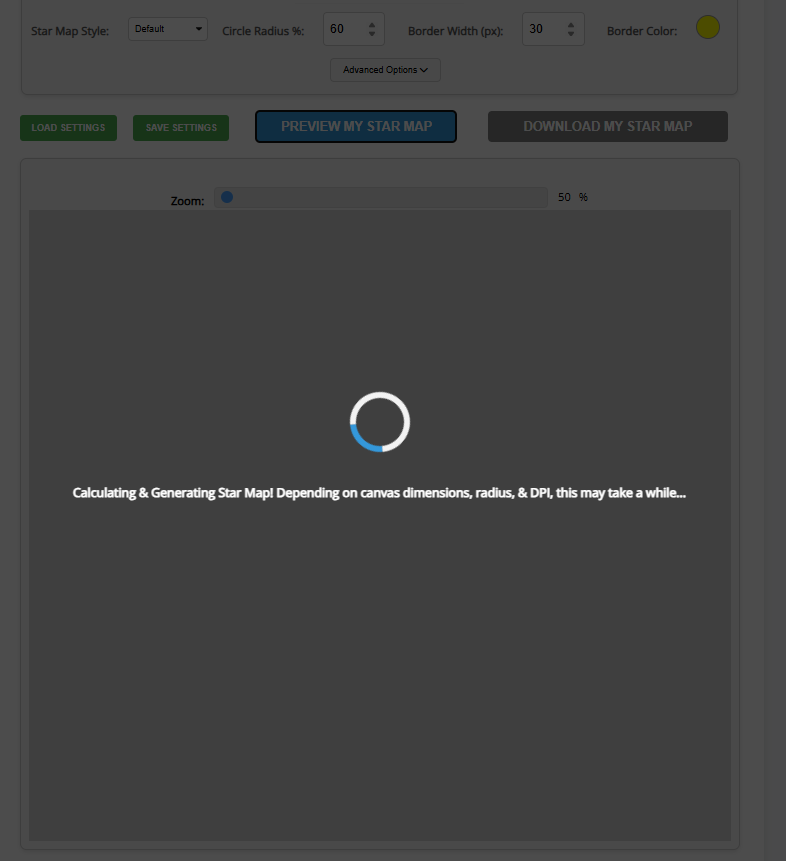 Star Map Style: Default Circle Radius %: 60 Border Width (px): 30 Border Color:
Advanced Options
LOAD SETTINGS SAVE SETTINGS PREVIEW MY STAR MAP DOWNLOAD MY STAR MAP
Zoom: 50 %
Calculating & Generating Star Map! Depending on canvas dimensions, radius, & DPI, this may take a while...